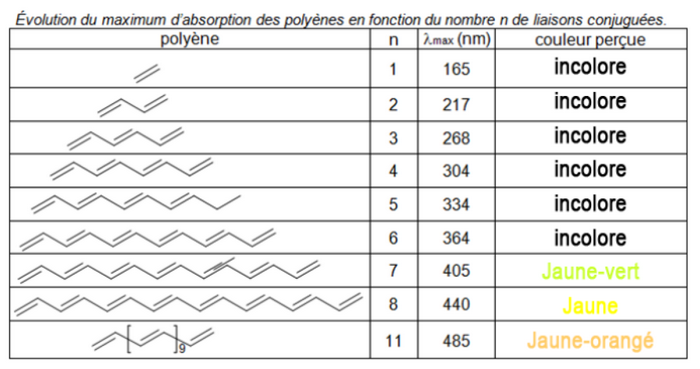 Évolution du maximum d'absorption des polyènes en fonction du nombre n de liaisons conjuguées.
polyène n λmax (nm) couleur perçue
1 165 incolore
2 217 incolore
3 268 incolore
4 304 incolore
5 334 incolore
6 364 incolore
7 405 Jaune-vert
8 440 Jaune
9 11 485 Jaune-orangé